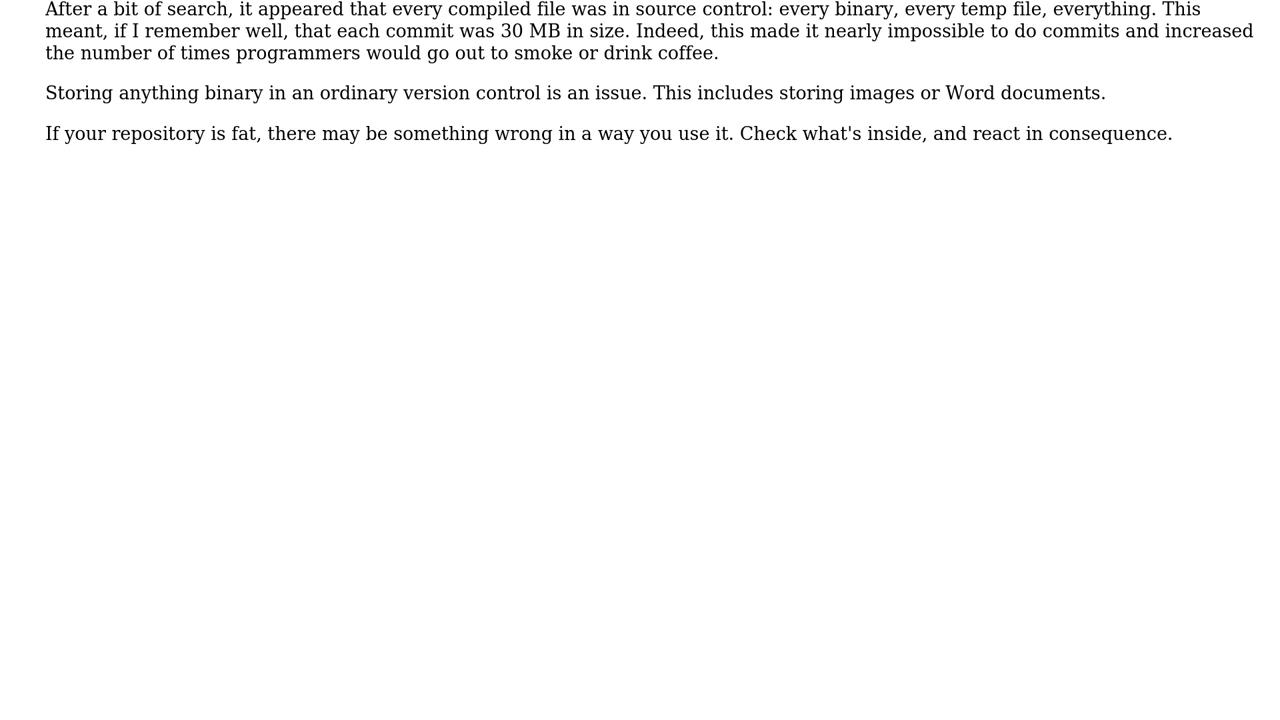 After a bit of search, it appeared that every compiled file was in source control: every binary, every temp file, everything. This
meant, if I remember well, that each commit was 30 MB in size. Indeed, this made it nearly impossible to do commits and increased
the number of times programmers would go out to smoke or drink coffee.
Storing anything binary in an ordinary version control is an issue. This includes storing images or Word documents.
If your repository is fat, there may be something wrong in a way you use it. Check what's inside, and react in consequence.